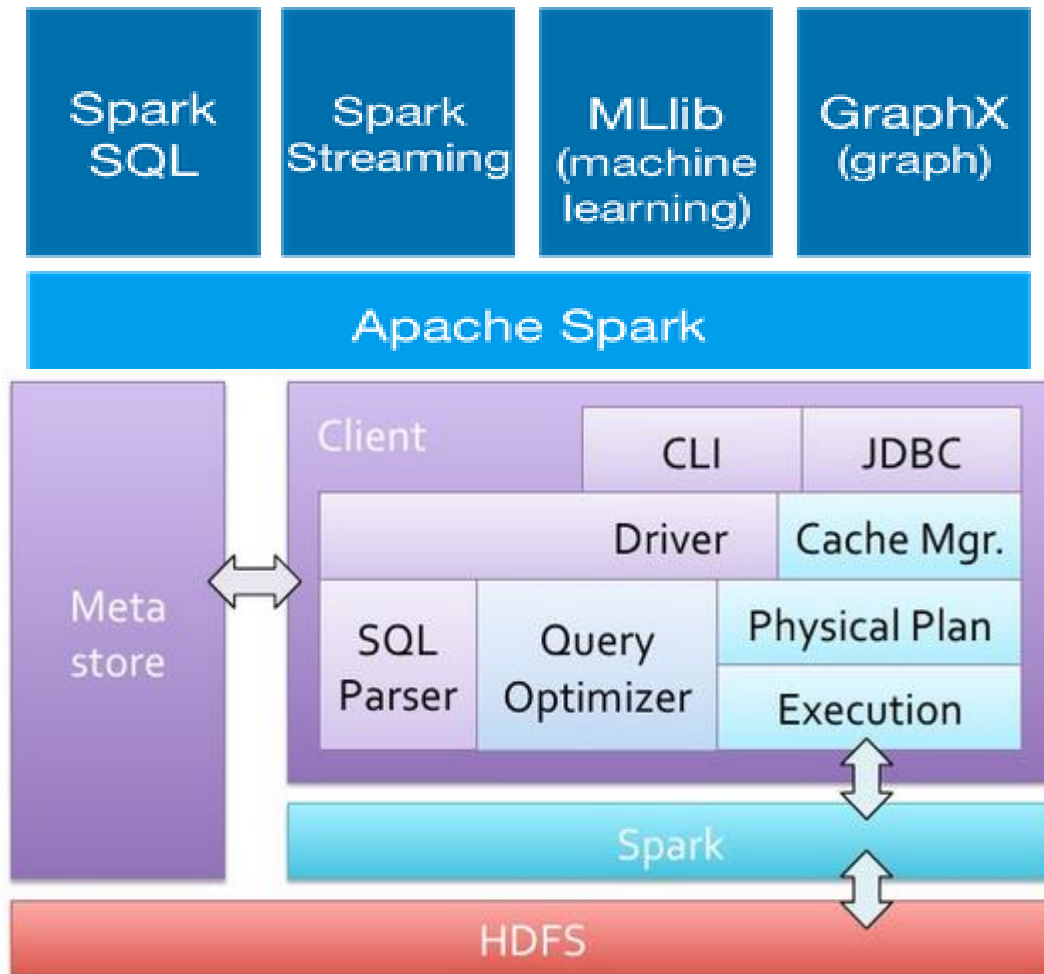 Spark
SQL
Spark
Streaming
MLlib
(machine
learning)
GraphX
(graph)
Apache Spark
Meta
store
Client
CLI
JDBC
Driver
Cache Mgr.
SQL
Parser
Query
Optimizer
Physical Plan
Execution
Spark
HDFS